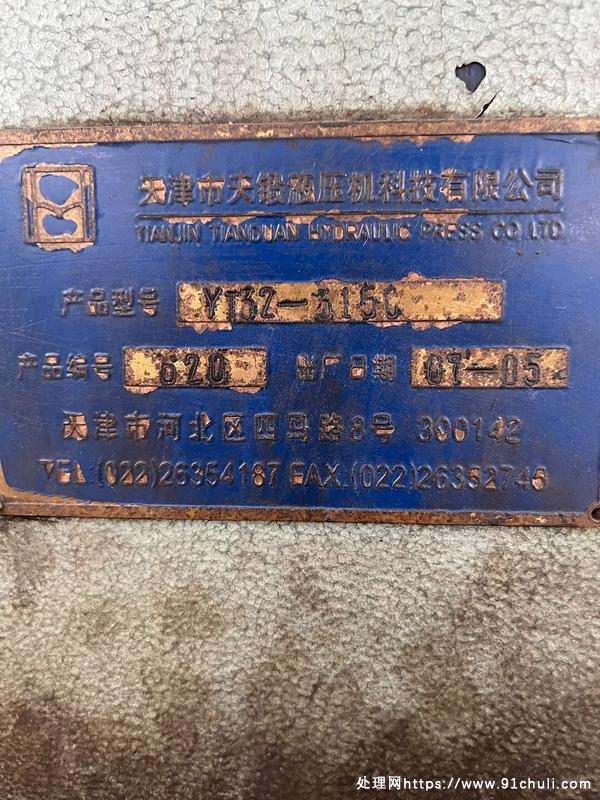 天津市天锻液压机科技有限公司
TIANJIN TIANDUAN HYDRAULIC PRESS CO. LTD
产品型号 YT32-315C
产品编号 620 出厂日期 07-05
天津市河北区四马路8号 300142
TEL.(022)26354187 FAX.(022)26352746
处理网https://www.91chuli.com